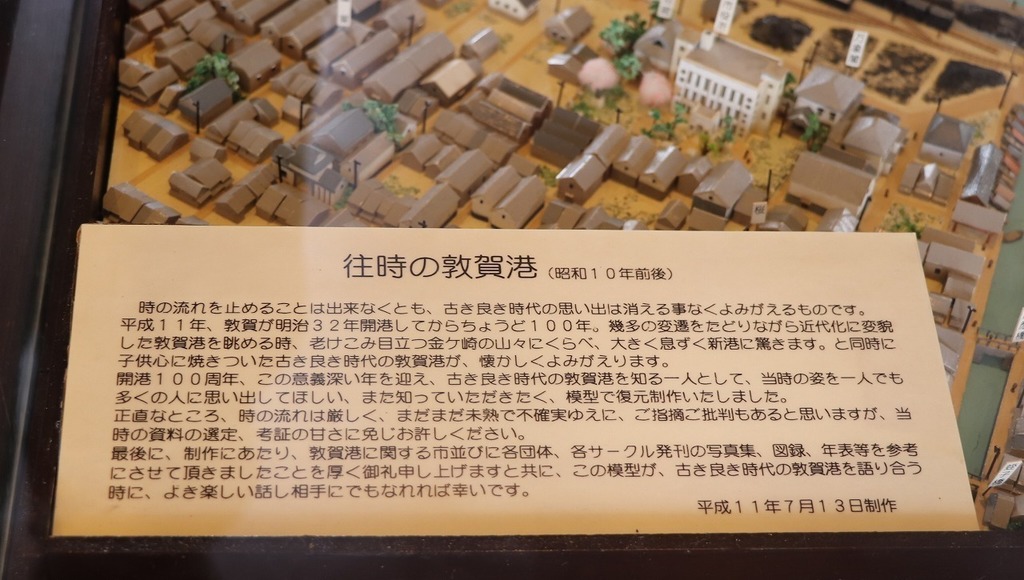 往時の敦賀港(昭和10年前後)
時の流れを止めることは出来なくとも、古き良き時代の思い出は消える事なくよみがえるものです。
平成11年、敦賀が明治32年開港してからちょうど100年。幾多の変遷をたどりながら近代化に変貌
した敦賀港を眺める時、老けこみ目立つ金ケ崎の山々にくらべ、大きく息ずく新港に驚きます。と同時に
子供心に焼きついた古き良き時代の敦賀港が、懐かしくよみがえります。
開港100周年、この意義深い年を迎え、古き良き時代の敦賀港を知る一人として、当時の姿を一人でも
多くの人に思い出してほしい、また知っていただきたく、模型で復元制作いたしました。
正直なところ、時の流れは厳しく、まだまだ未熟で不確実ゆえに、ご指摘ご批判もあると思いますが、当
時の資料の選定、考証の甘さに免じお許しください。
最後に、制作にあたり、敦賀港に関する市並びに各団体、各サークル発刊の写真集、図録、年表等を参考
にさせて頂きましたことを厚く御礼申し上げますと共に、この模型が、古き良き時代の敦賀港を語り合う
時に、よき楽しい話し相手にでもなれれば幸いです。
平成11年7月13日制作